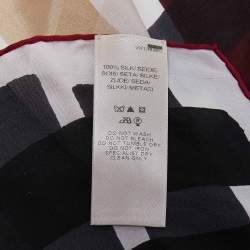 100% SILK/ SEIDE/
SOIE/ SETA/ SILKE/
ZIJDE/ SEDA/
SILKKI/ METAGI
DO NOT WASH
DO NOT BLEACH
DO NOT TUMBLE DRY
DO NOT IRON
SPECIALIST DRY
CLEAN ONLY